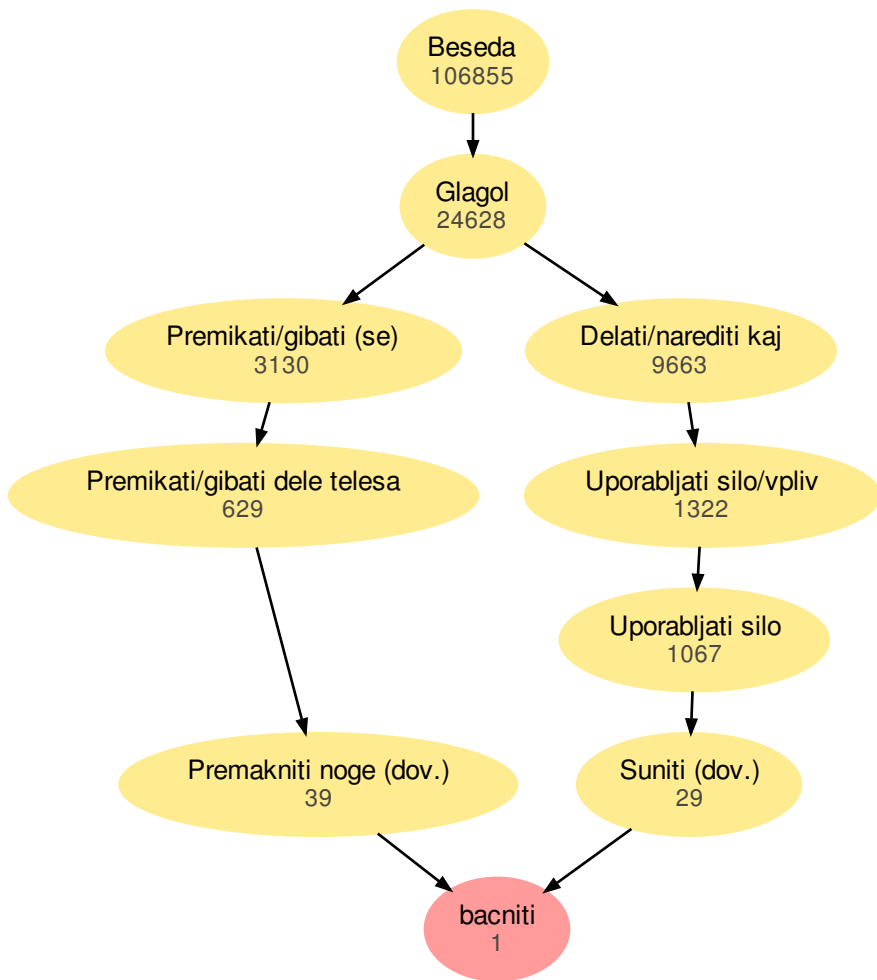 Beseda
106855
Glagol
24628
Premikati/gibati (se)
3130
Delati/narediti kaj
9663
Premikati/gibati dele telesa
629
Uporabljati silo/vpliv
1322
Uporabljati silo
1067
Premakniti noge (dov.)
39
Suniti (dov.)
29
bacniti
1